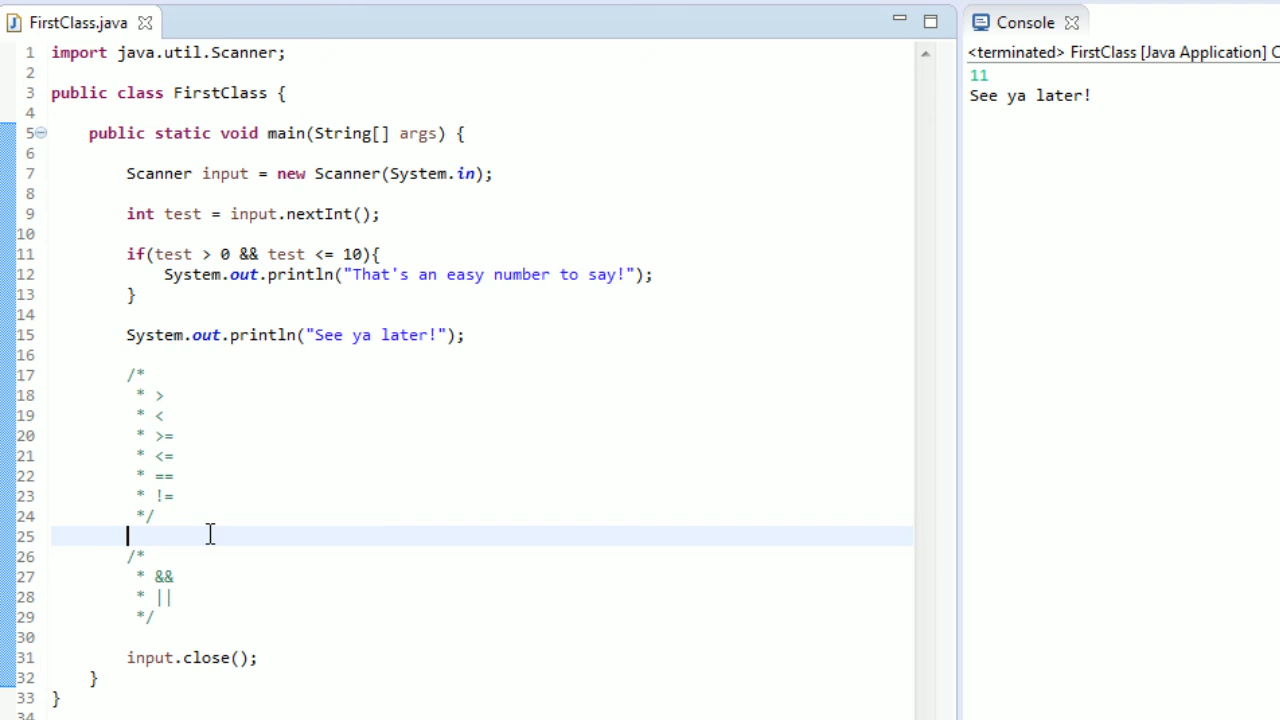 FirstClass.java
1 import java.util.Scanner;
2
3 public class FirstClass {
4
5 public static void main(String[] args) {
6
7 Scanner input = new Scanner(System.in);
8
9 int test = input.nextInt();
10
11 if(test > 0 && test <= 10){
12 System.out.println("That's an easy number to say!");
13 }
14
15 System.out.println("See ya later!");
16
17 /*
18 * >
19 * <
20 * >=
21 * <=
22 * ==
23 * !=
24 */
25
26 /*
27 * &&
28 * ||
29 */
30
31 input.close();
32 }
33 }
34
Console
<terminated> FirstClass [Java Application] C
11
See ya later!